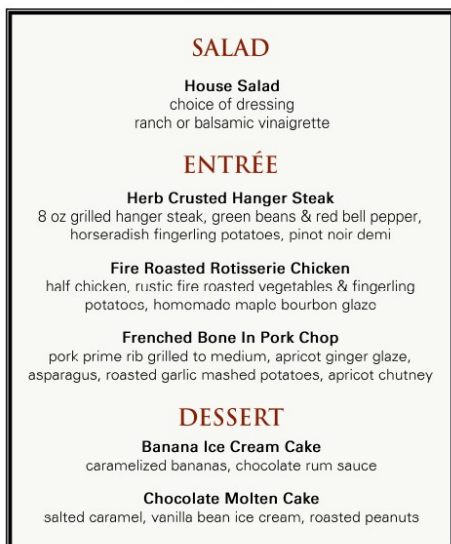 SALAD
House Salad
choice of dressing
ranch or balsamic vinaigrette
ENTRÉE
Herb Crusted Hanger Steak
8 oz grilled hanger steak, green beans & red bell pepper,
horseradish fingerling potatoes, pinot noir demi
Fire Roasted Rotisserie Chicken
half chicken, rustic fire roasted vegetables & fingerling
potatoes, homemade maple bourbon glaze
Frenched Bone In Pork Chop
pork prime rib grilled to medium, apricot ginger glaze,
asparagus, roasted garlic mashed potatoes, apricot chutney
DESSERT
Banana Ice Cream Cake
caramelized bananas, chocolate rum sauce
Chocolate Molten Cake
salted caramel, vanilla bean ice cream, roasted peanuts